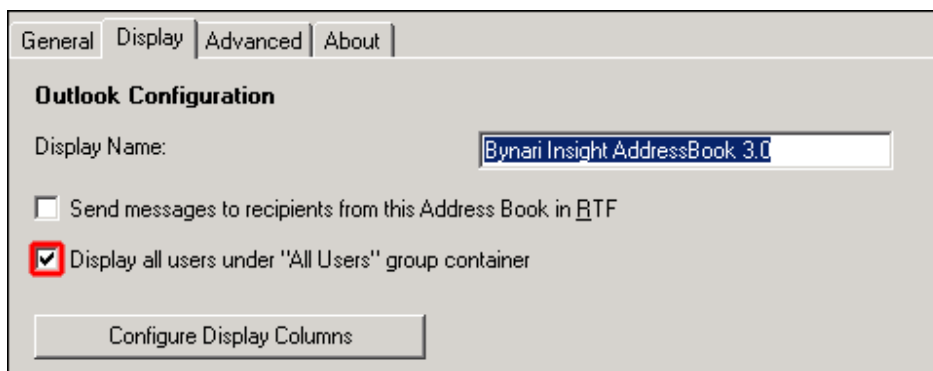 General Display Advanced About
Outlook Configuration
Display Name: Bynari Insight AddressBook 3.0
Send messages to recipients from this Address Book in RTF
Display all users under "All Users" group container
Configure Display Columns